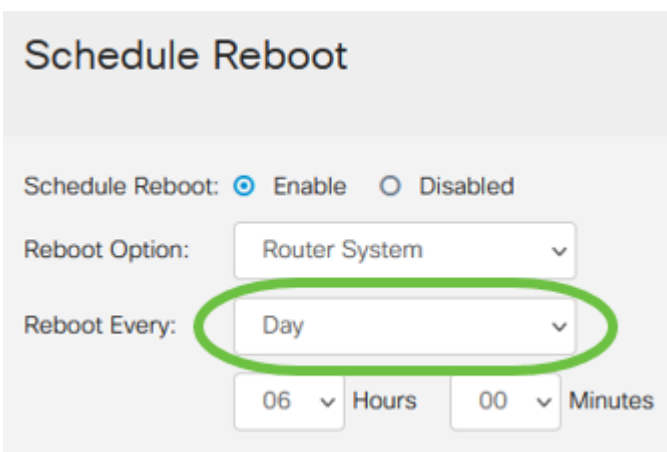 Schedule Reboot
Schedule Reboot: Enable Disabled
Reboot Option: Router System
Reboot Every: Day
06 Hours 00 Minutes